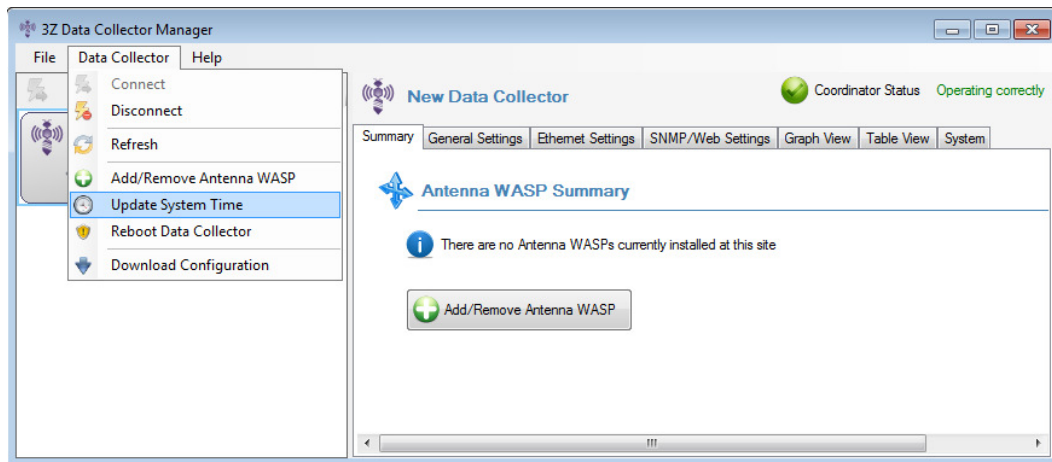 3Z Data Collector Manager
File Data Collector Help
Connect
Disconnect
Refresh
Add/Remove Antenna WASP
Update System Time
Reboot Data Collector
Download Configuration
New Data Collector
Coordinator Status Operating correctly
Summary General Settings Ethernet Settings SNMP/Web Settings Graph View Table View System
Antenna WASP Summary
There are no Antenna WASPs currently installed at this site
Add/Remove Antenna WASP